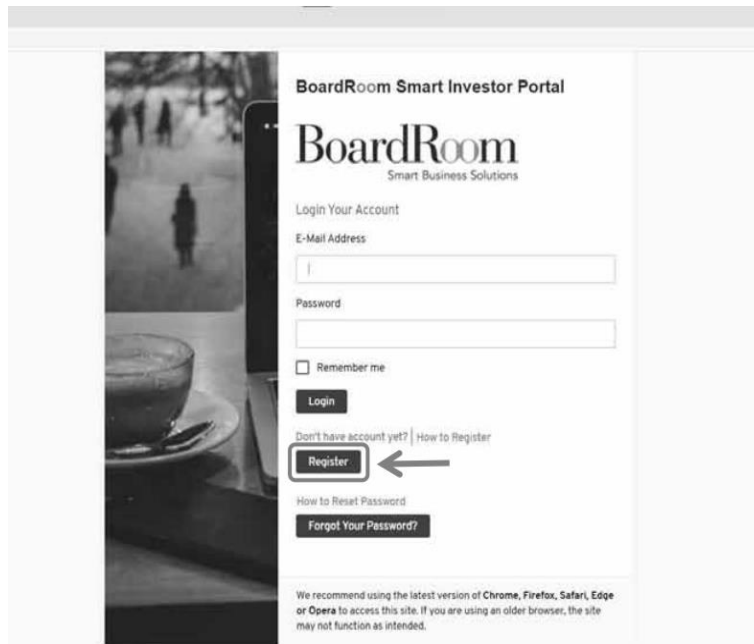 BoardRoom Smart Investor Portal
BoardRoom
Smart Business Solutions
Login Your Account
E-Mail Address
Password
Remember me
Login
Don't have account yet? | How to Register
Register
How to Reset Password
Forgot Your Password?
We recommend using the latest version of Chrome, Firefox, Safari, Edge
or Opera to access this site. If you are using an older browser, the site
may not function as intended.